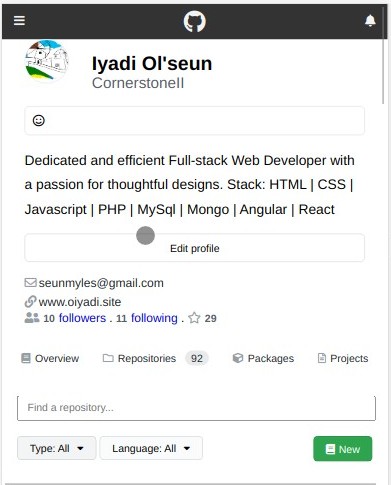 Iyadi Ol'seun
CornerstoneII
Dedicated and efficient Full-stack Web Developer with
a passion for thoughtful designs. Stack: HTML | CSS |
Javascript | PHP | MySql | Mongo | Angular | React
Edit profile
seunmyles@gmail.com
www.oiyadi.site
10 followers . 11 following . 29
Overview Repositories 92 Packages Projects
Find a repository...
Type: All Language: All New